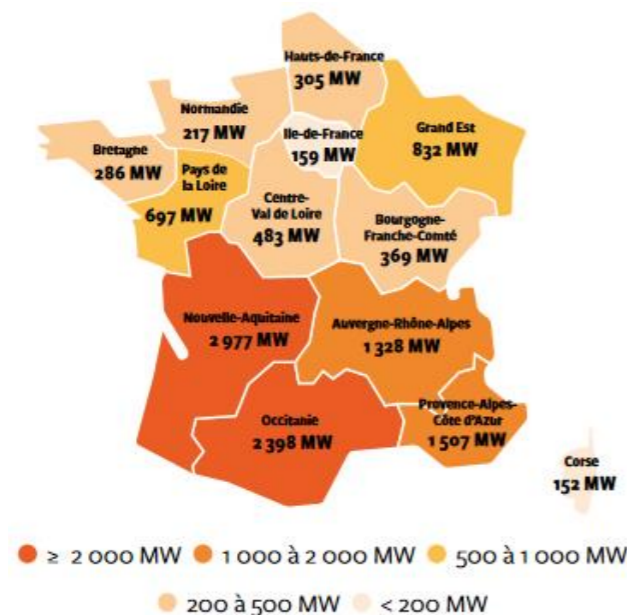 Hauts-de-France
305 MW
Normandie
217 MW
Ile-de-France
159 MW
Grand Est
832 MW
Bretagne
286 MW
Pays de
la Loire
697 MW
Centre-
Val de Loire
483 MW
Bourgogne-
Franche-Comté
369 MW
Nouvelle-Aquitaine
2 977 MW
Auvergne-Rhône-Alpes
1 328 MW
Occitanie
2 398 MW
Provence-Alpes-
Côte d'Azur
1 507 MW
Corse
152 MW
≥ 2 000 MW 1 000 à 2 000 MW 500 à 1 000 MW
200 à 500 MW < 200 MW